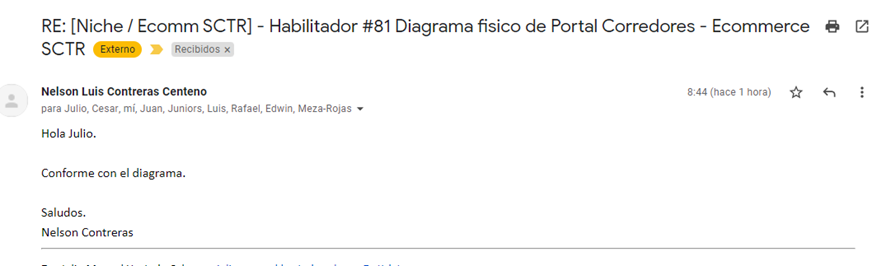 RE: [Niche / Ecomm SCTR] - Habilitador #81 Diagrama fisico de Portal Corredores - Ecommerce
SCTR Externo Recibidos ×
Nelson Luis Contreras Centeno 8:44 (hace 1 hora)
para Julio, Cesar, mí, Juan, Juniors, Luis, Rafael, Edwin, Meza-Rojas
Hola Julio.
Conforme con el diagrama.
Saludos.
Nelson Contreras